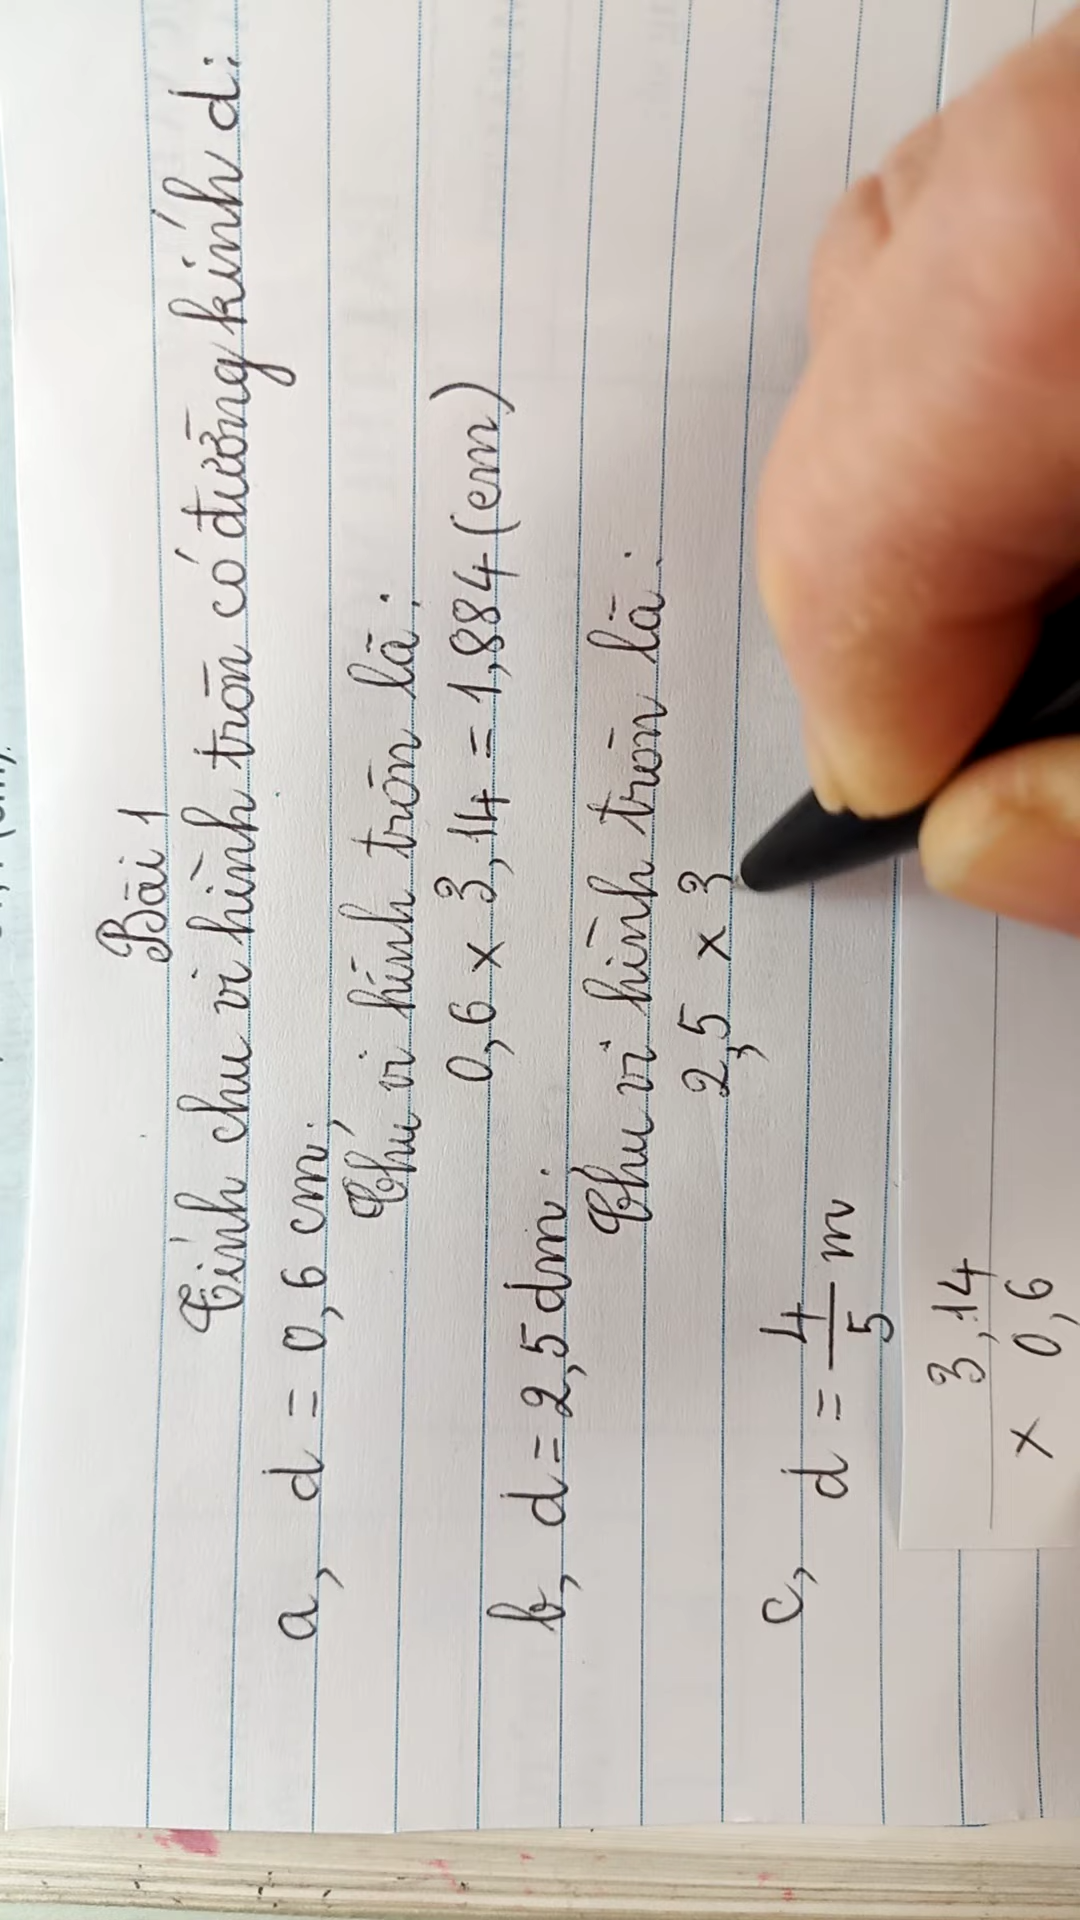 Bài 1
Tính chu vi hình tròn có đường kính d:
a, d = 0,6 cm.
Chu vi hình tròn là:
0,6 x 3,14 = 1,884 (cm)
b, d = 2,5 dm.
Chu vi hình tròn là:
2,5 x 3
c, d = 4/5 m
3,14
x 0,6